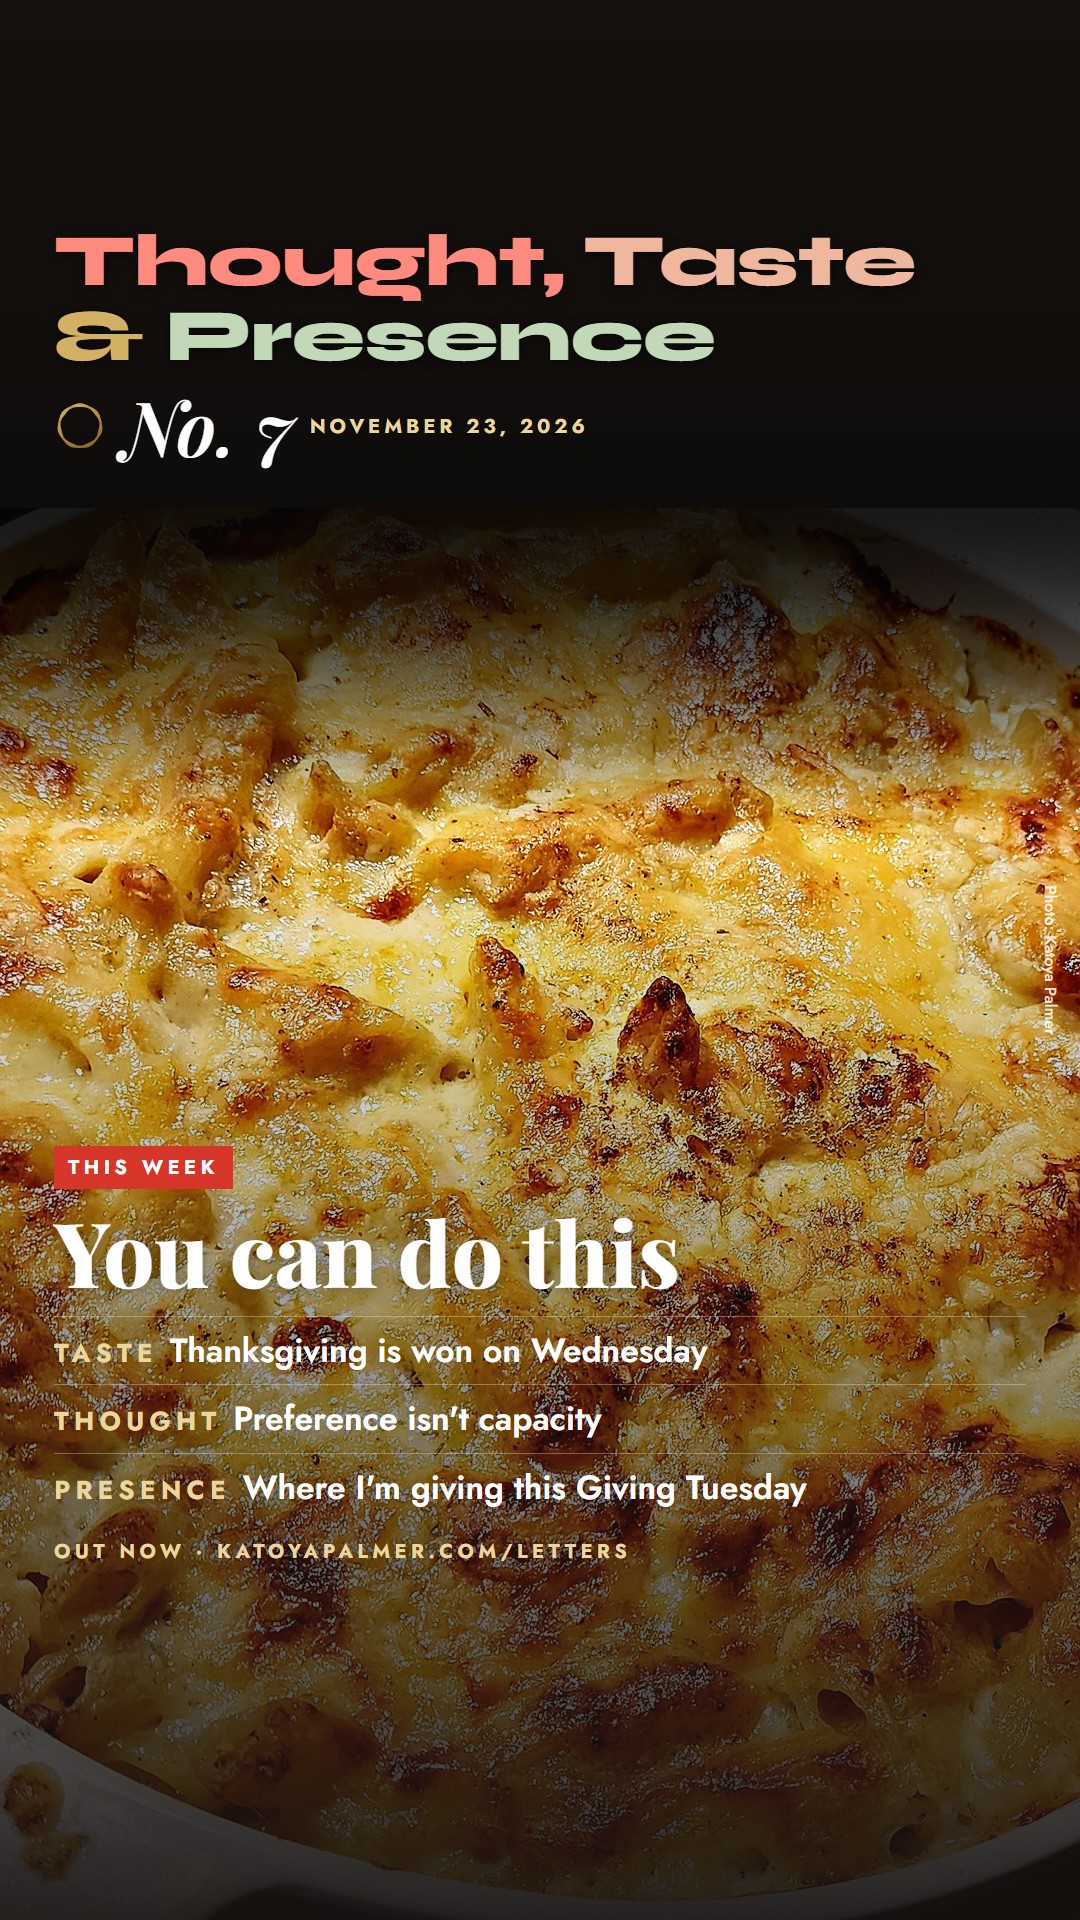 Thought, Taste
& Presence
No. 7 NOVEMBER 23, 2026
Photo: Katoya Palmer
THIS WEEK
You can do this
TASTE Thanksgiving is won on Wednesday
THOUGHT Preference isn't capacity
PRESENCE Where I'm giving this Giving Tuesday
OUT NOW · KATOYAPALMER.COM/LETTERS